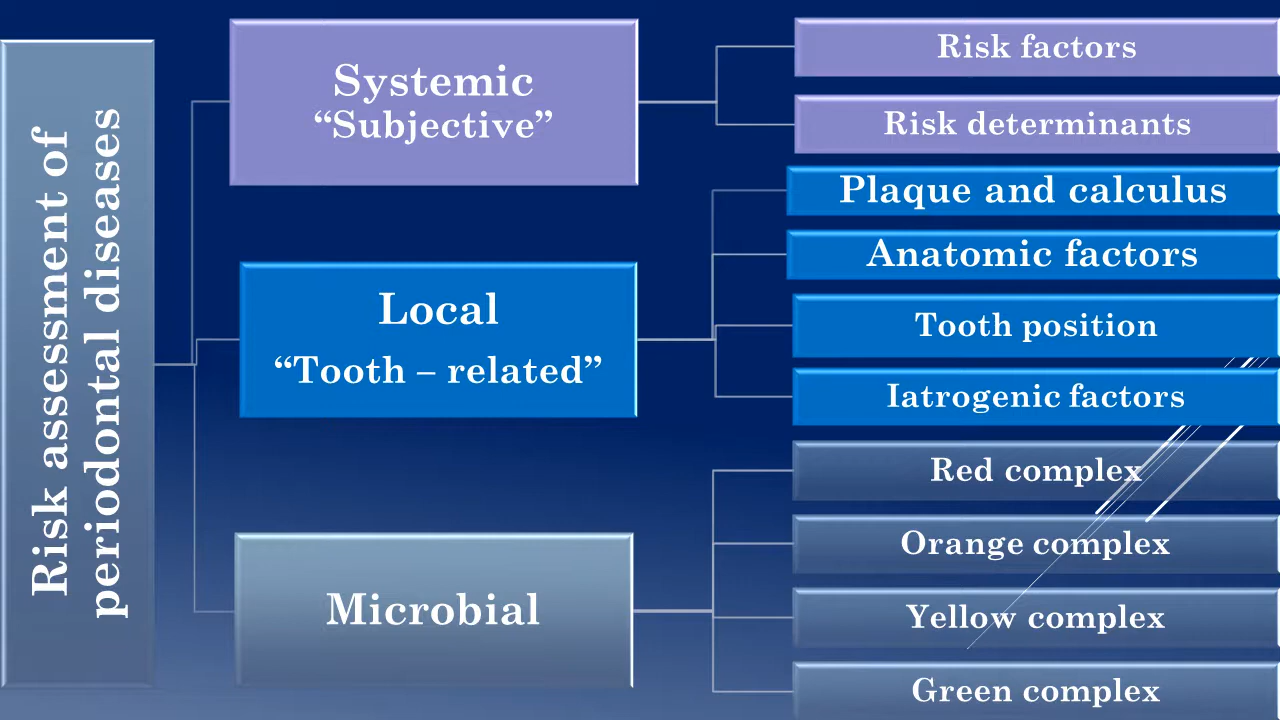 Risk assessment of
periodontal diseases
Systemic
“Subjective”
Risk factors
Risk determinants
Local
“Tooth – related”
Plaque and calculus
Anatomic factors
Tooth position
Iatrogenic factors
Microbial
Red complex
Orange complex
Yellow complex
Green complex